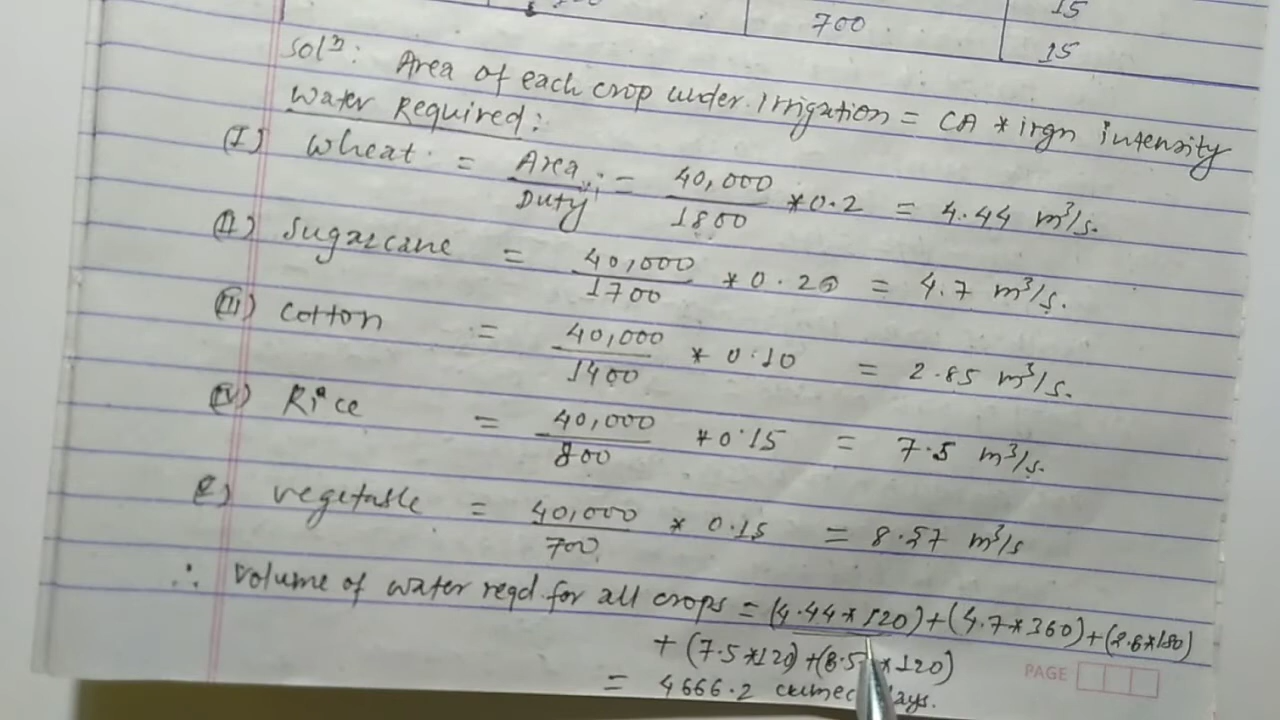 700 15
15
Solⁿ: Area of each crop under irrigation = CA * irgn intensity
Water Required:
(I) Wheat = Area / Duty = 40,000 / 1800 * 0.2 = 4.44 m³/s.
(II) Sugarcane = 40,000 / 1700 * 0.20 = 4.7 m³/s.
(III) Cotton = 40,000 / 1400 * 0.10 = 2.85 m³/s.
(IV) Rice = 40,000 / 800 * 0.15 = 7.5 m³/s.
vegetable = 40,000 / 700 * 0.15 = 8.57 m³/s
∴ Volume of water reqd. for all crops = (4.44*120)+(4.7*360)+(2.8*180)
+ (7.5*120) +(8.5 *120)
= 4666.2 cumec days.
PAGE